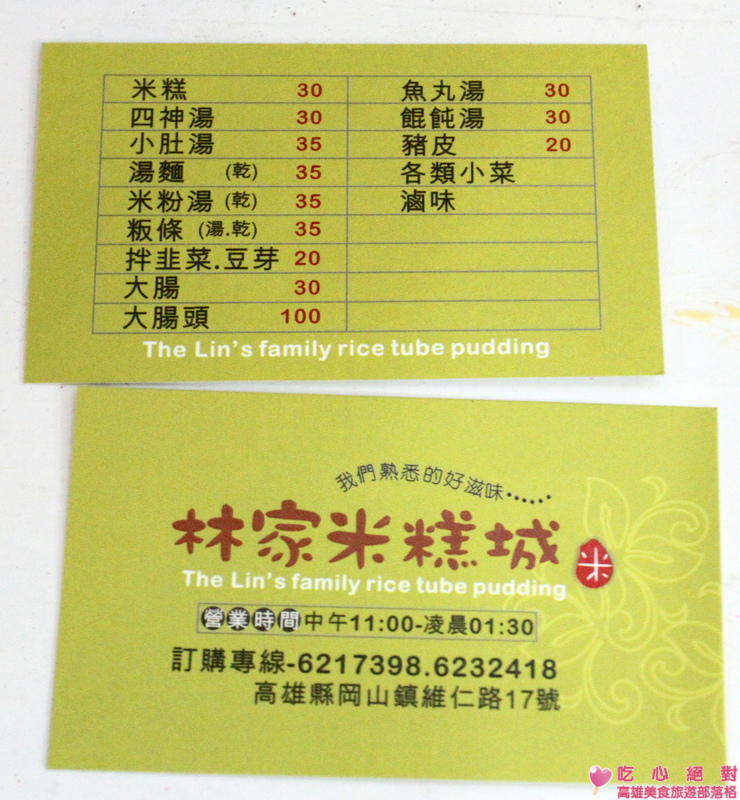 米糕 30
四神湯 30
小肚湯 35
湯麵 (乾) 35
米粉湯 (乾) 35
粄條 (湯.乾) 35
拌韭菜.豆芽 20
大腸 30
大腸頭 100
魚丸湯 30
餛飩湯 30
豬皮 20
各類小菜
滷味
The Lin's family rice tube pudding
我們熟悉的好滋味······
林家米糕城
米
The Lin's family rice tube pudding
營業時間 中午11:00-凌晨01:30
訂購專線-6217398.6232418
高雄縣岡山鎮維仁路17號
吃心絕對
高雄美食旅遊部落格